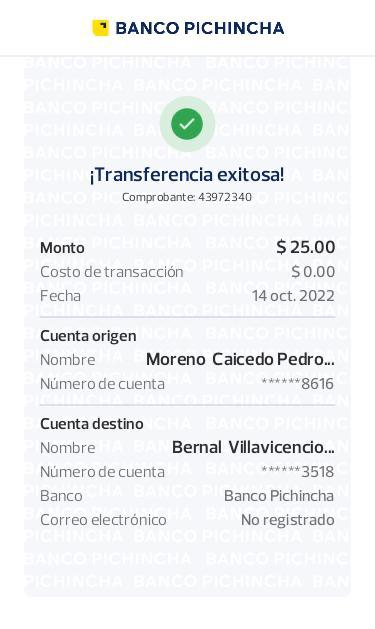 BANCO PICHINCHA
¡Transferencia exitosa!
Comprobante: 43972340
Monto $ 25.00
Costo de transacción $ 0.00
Fecha 14 oct. 2022
Cuenta origen
Nombre Moreno Caicedo Pedro...
Número de cuenta ******8616
Cuenta destino
Nombre Bernal Villavicencio...
Número de cuenta ******3518
Banco Banco Pichincha
Correo electrónico No registrado